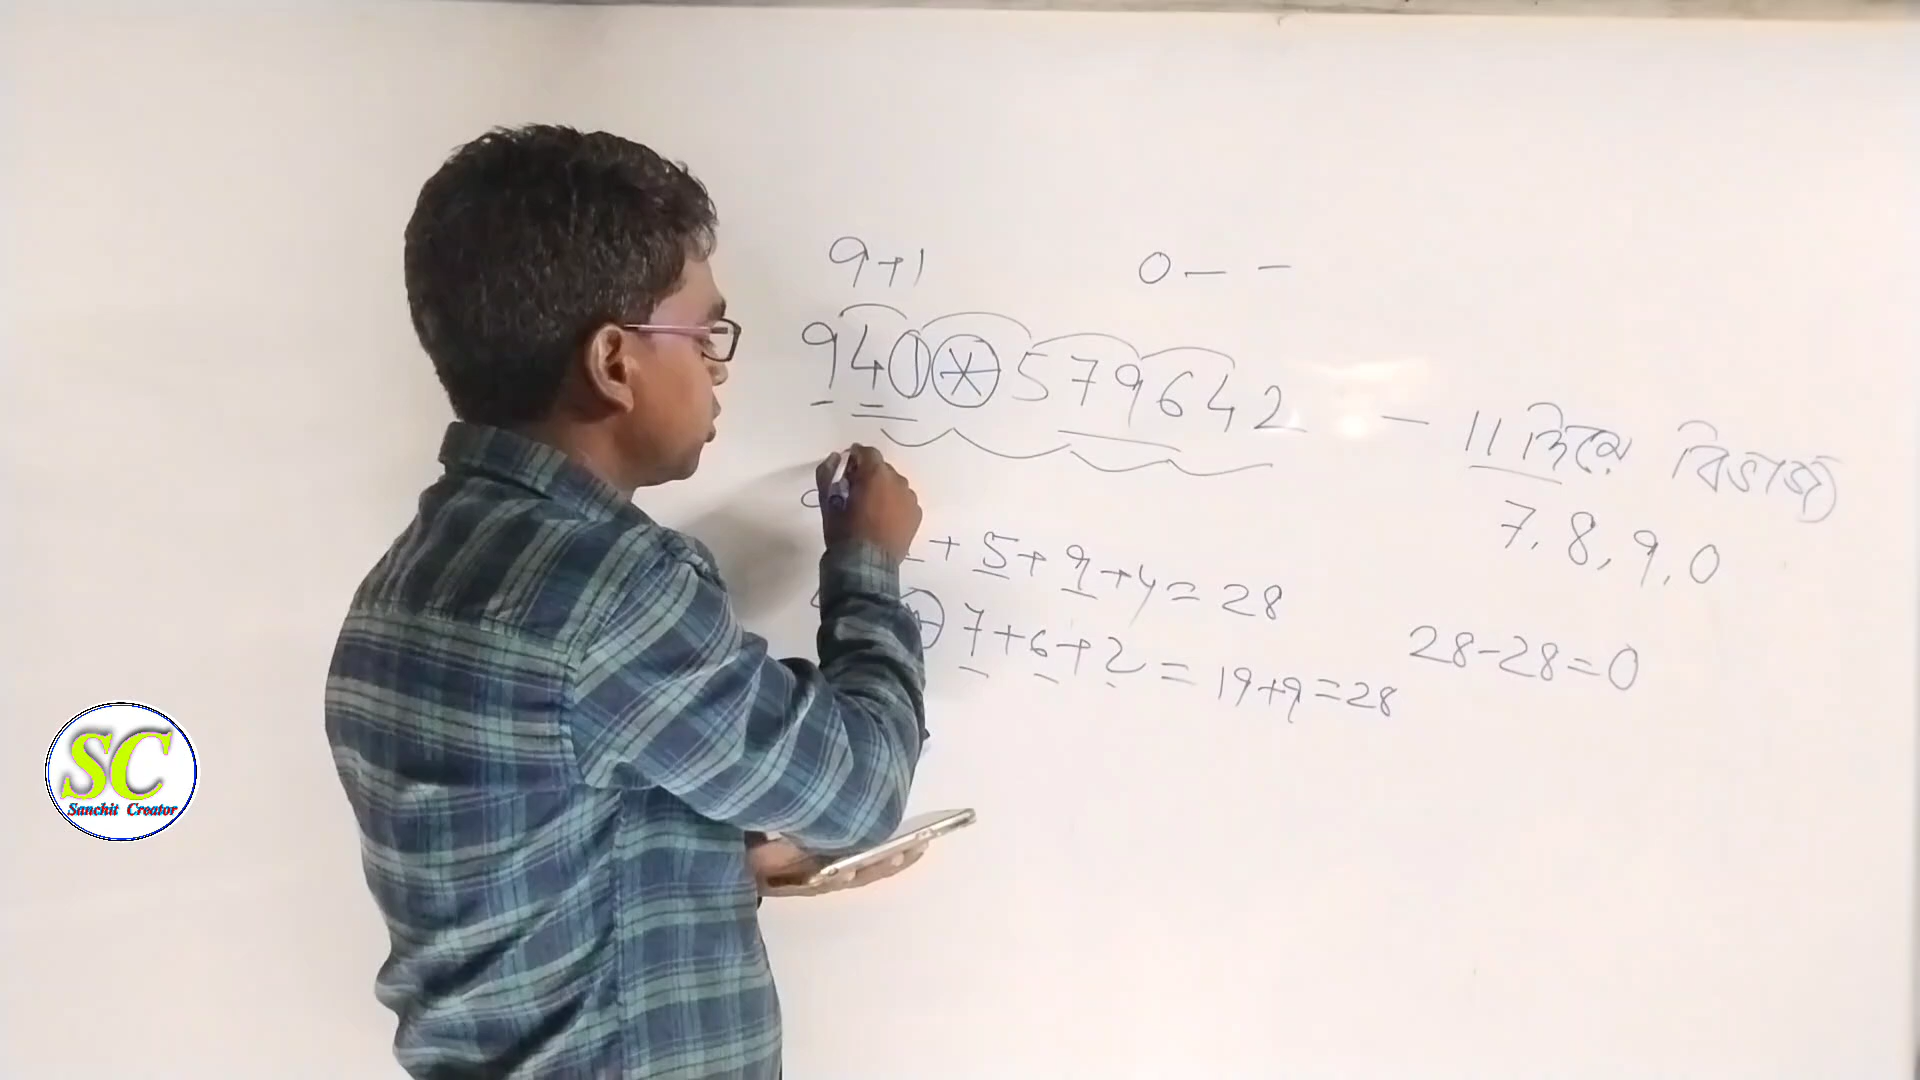 9+1 0 – –
9 4 1 * 5 7 9 6 4 2 – 11 দিয়ে বিভাজ্য
7, 8, 9, 0
+ 5 + 9 + 4 = 28
* 7 + 6 + 2 = 19+9=28
28-28=0
SC
Sanchit Creator